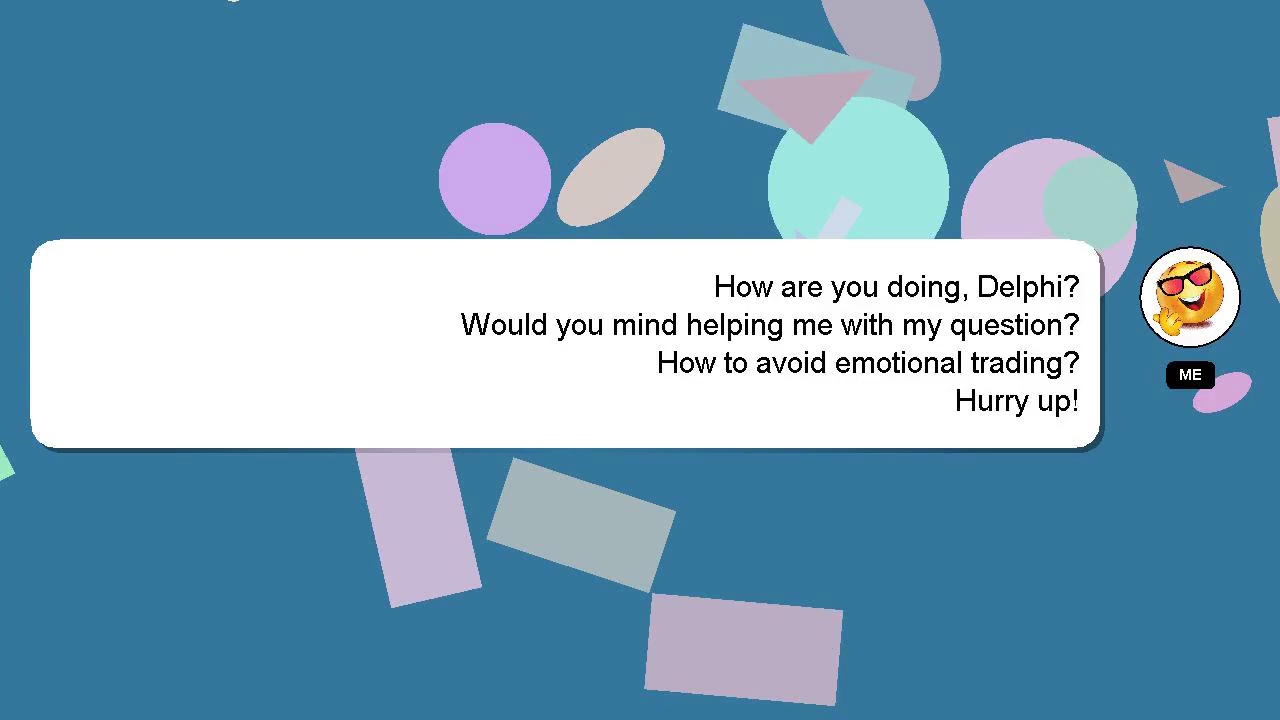 How are you doing, Delphi?
Would you mind helping me with my question?
How to avoid emotional trading?
Hurry up!
ME